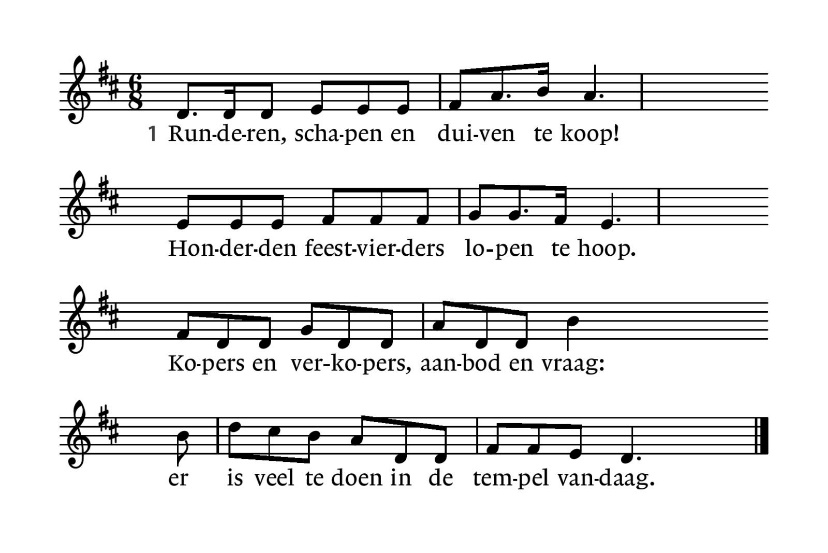 6
8
1 Run-de-ren, scha-pen en dui-ven te koop!
Hon-der-den feest-vier-ders lo-pen te hoop.
Ko-pers en ver-ko-pers, aan-bod en vraag:
er is veel te doen in de tem-pel van-daag.